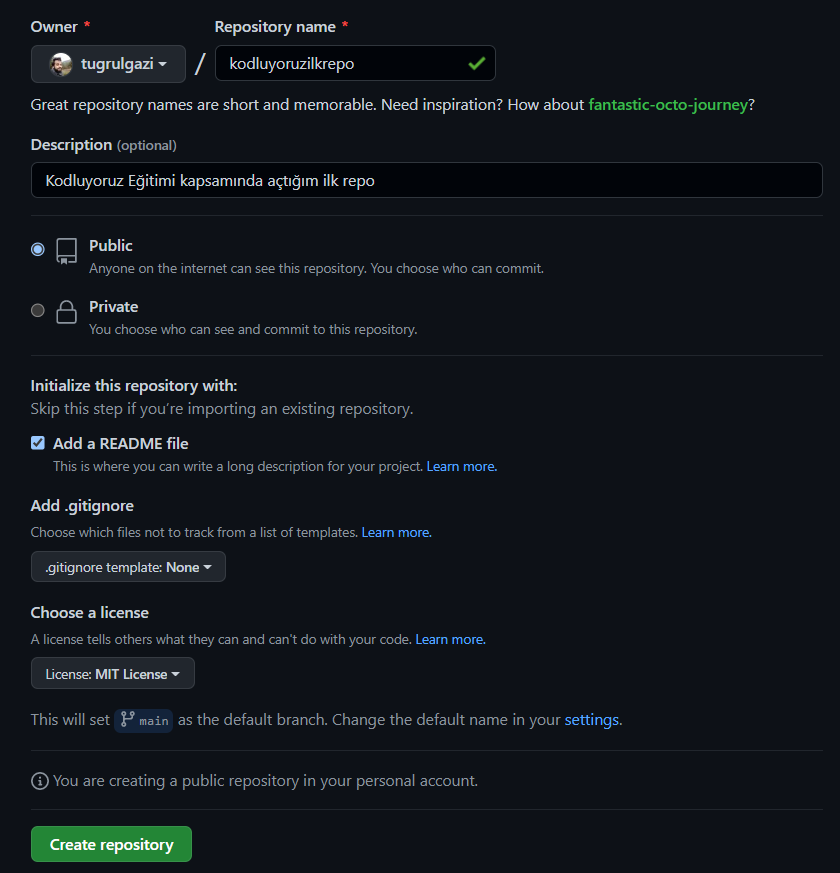 Owner *
Repository name *
tugrulgazi / kodluyoruzilkrepo
Great repository names are short and memorable. Need inspiration? How about fantastic-octo-journey?
Description (optional)
Kodluyoruz Eğitimi kapsamında açtığım ilk repo
Public
Anyone on the internet can see this repository. You choose who can commit.
Private
You choose who can see and commit to this repository.
Initialize this repository with:
Skip this step if you're importing an existing repository.
Add a README file
This is where you can write a long description for your project. Learn more.
Add .gitignore
Choose which files not to track from a list of templates. Learn more.
.gitignore template: None
Choose a license
A license tells others what they can and can't do with your code. Learn more.
License: MIT License
This will set main as the default branch. Change the default name in your settings.
You are creating a public repository in your personal account.
Create repository